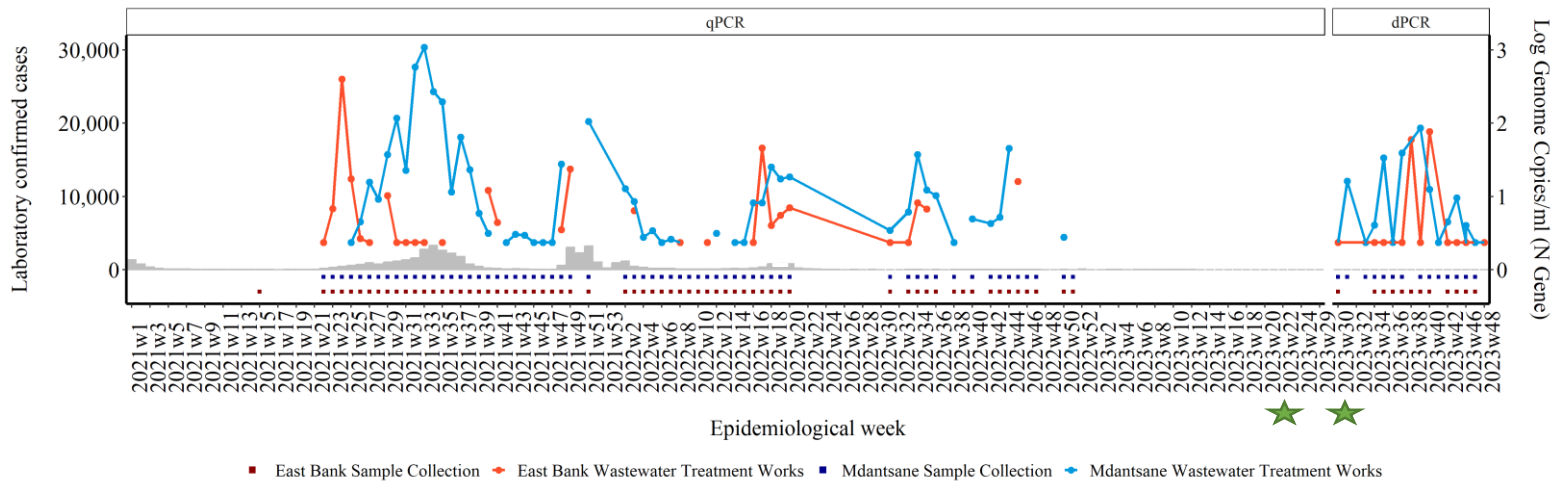 qPCR
dPCR
Laboratory confirmed cases
30,000
20,000
10,000
0
3
2
1
0
Log Genome Copies/ml (N Gene)
2021w1
2021w3
2021w5
2021w7
2021w9
2021w11
2021w13
2021w15
2021w17
2021w19
2021w21
2021w23
2021w25
2021w27
2021w29
2021w31
2021w33
2021w35
2021w37
2021w39
2021w41
2021w43
2021w45
2021w47
2021w49
2021w51
2021w53
2022w2
2022w4
2022w6
2022w8
2022w10
2022w12
2022w14
2022w16
2022w18
2022w20
2022w22
2022w24
2022w26
2022w28
2022w30
2022w32
2022w34
2022w36
2022w38
2022w40
2022w42
2022w44
2022w46
2022w48
2022w50
2022w52
2023w2
2023w4
2023w6
2023w8
2023w10
2023w12
2023w14
2023w16
2023w18
2023w20
2023w22
2023w24
2023w29
2023w30
2023w32
2023w34
2023w36
2023w38
2023w40
2023w42
2023w46
2023w48
Epidemiological week
East Bank Sample Collection East Bank Wastewater Treatment Works Mdantsane Sample Collection Mdantsane Wastewater Treatment Works